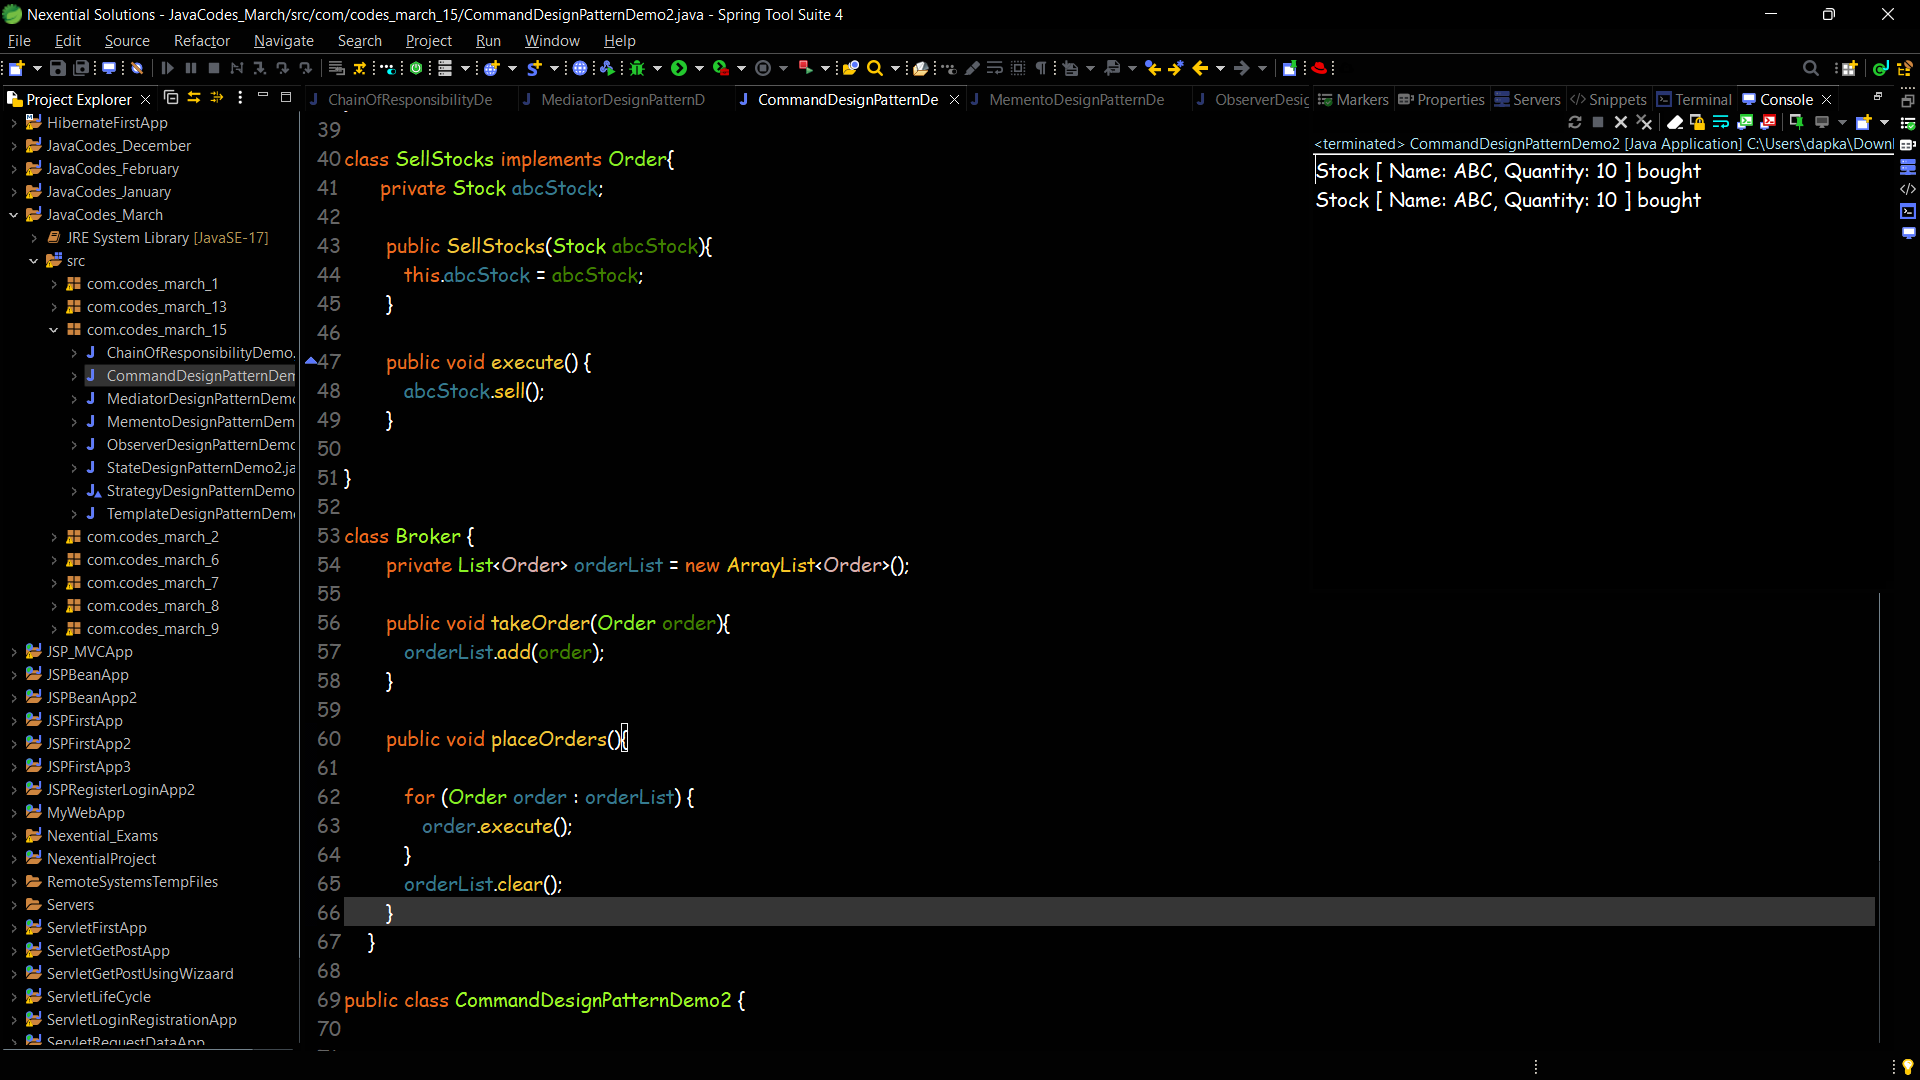 Nexential Solutions - JavaCodes_March/src/com/codes_march_15/CommandDesignPatternDemo2.java - Spring Tool Suite 4
File Edit Source Refactor Navigate Search Project Run Window Help
Project Explorer
ChainOfResponsibilityDe MediatorDesignPatternD CommandDesignPatternDe MementoDesignPatternDe ObserverDesig
Markers Properties Servers Snippets Terminal Console
HibernateFirstApp
JavaCodes_December
JavaCodes_February
JavaCodes_January
JavaCodes_March
JRE System Library [JavaSE-17]
src
com.codes_march_1
com.codes_march_13
com.codes_march_15
ChainOfResponsibilityDemo.
CommandDesignPatternDem
MediatorDesignPatternDemo
MementoDesignPatternDem
ObserverDesignPatternDemo
StateDesignPatternDemo2.ja
StrategyDesignPatternDemo
TemplateDesignPatternDem
com.codes_march_2
com.codes_march_6
com.codes_march_7
com.codes_march_8
com.codes_march_9
JSP_MVCApp
JSPBeanApp
JSPBeanApp2
JSPFirstApp
JSPFirstApp2
JSPFirstApp3
JSPRegisterLoginApp2
MyWebApp
Nexential_Exams
NexentialProject
RemoteSystemsTempFiles
Servers
ServletFirstApp
ServletGetPostApp
ServletGetPostUsingWizaard
ServletLifeCycle
ServletLoginRegistrationApp
ServletRequestDataApp
39
40 class SellStocks implements Order{
41 private Stock abcStock;
42
43 public SellStocks(Stock abcStock){
44 this.abcStock = abcStock;
45 }
46
47 public void execute() {
48 abcStock.sell();
49 }
50
51 }
52
53 class Broker {
54 private List<Order> orderList = new ArrayList<Order>();
55
56 public void takeOrder(Order order){
57 orderList.add(order);
58 }
59
60 public void placeOrders(){
61
62 for (Order order : orderList) {
63 order.execute();
64 }
65 orderList.clear();
66 }
67 }
68
69 public class CommandDesignPatternDemo2 {
70
<terminated> CommandDesignPatternDemo2 [Java Application] C:\Users\dapka\Downl
Stock [ Name: ABC, Quantity: 10 ] bought
Stock [ Name: ABC, Quantity: 10 ] bought